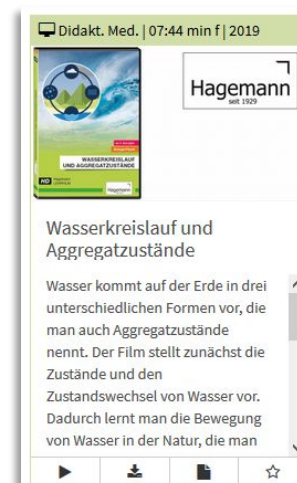 Didakt. Med. | 07:44 min f | 2019
Hagemann
seit 1929
WASSERKREISLAUF
UND AGGREGATZUSTÄNDE
HD
Hagemann
Wasserkreislauf und
Aggregatzustände
Wasser kommt auf der Erde in drei
unterschiedlichen Formen vor, die
man auch Aggregatzustände
nennt. Der Film stellt zunächst die
Zustände und den
Zustandswechsel von Wasser vor.
Dadurch lernt man die Bewegung
von Wasser in der Natur, die man